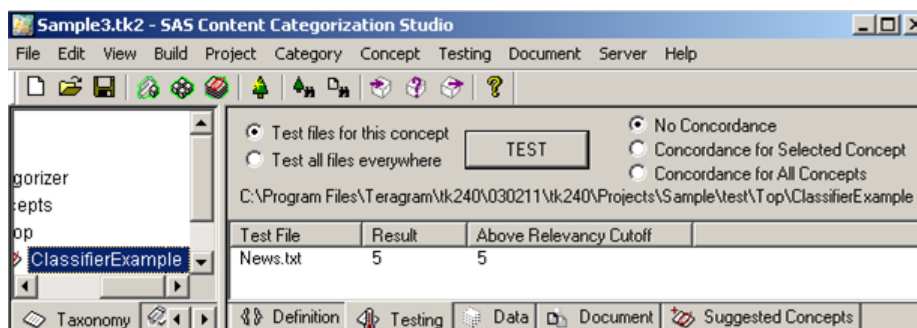 Sample3.tk2 - SAS Content Categorization Studio
File Edit View Build Project Category Concept Testing Document Server Help
Test files for this concept
Test all files everywhere
TEST
No Concordance
Concordance for Selected Concept
Concordance for All Concepts
C:\Program Files\Teragram\tk240\030211\tk240\Projects\Sample\test\Top\ClassifierExample
gorizer
cepts
op
ClassifierExample
Test File Result Above Relevancy Cutoff
News.txt 5 5
Taxonomy
Definition Testing Data Document Suggested Concepts